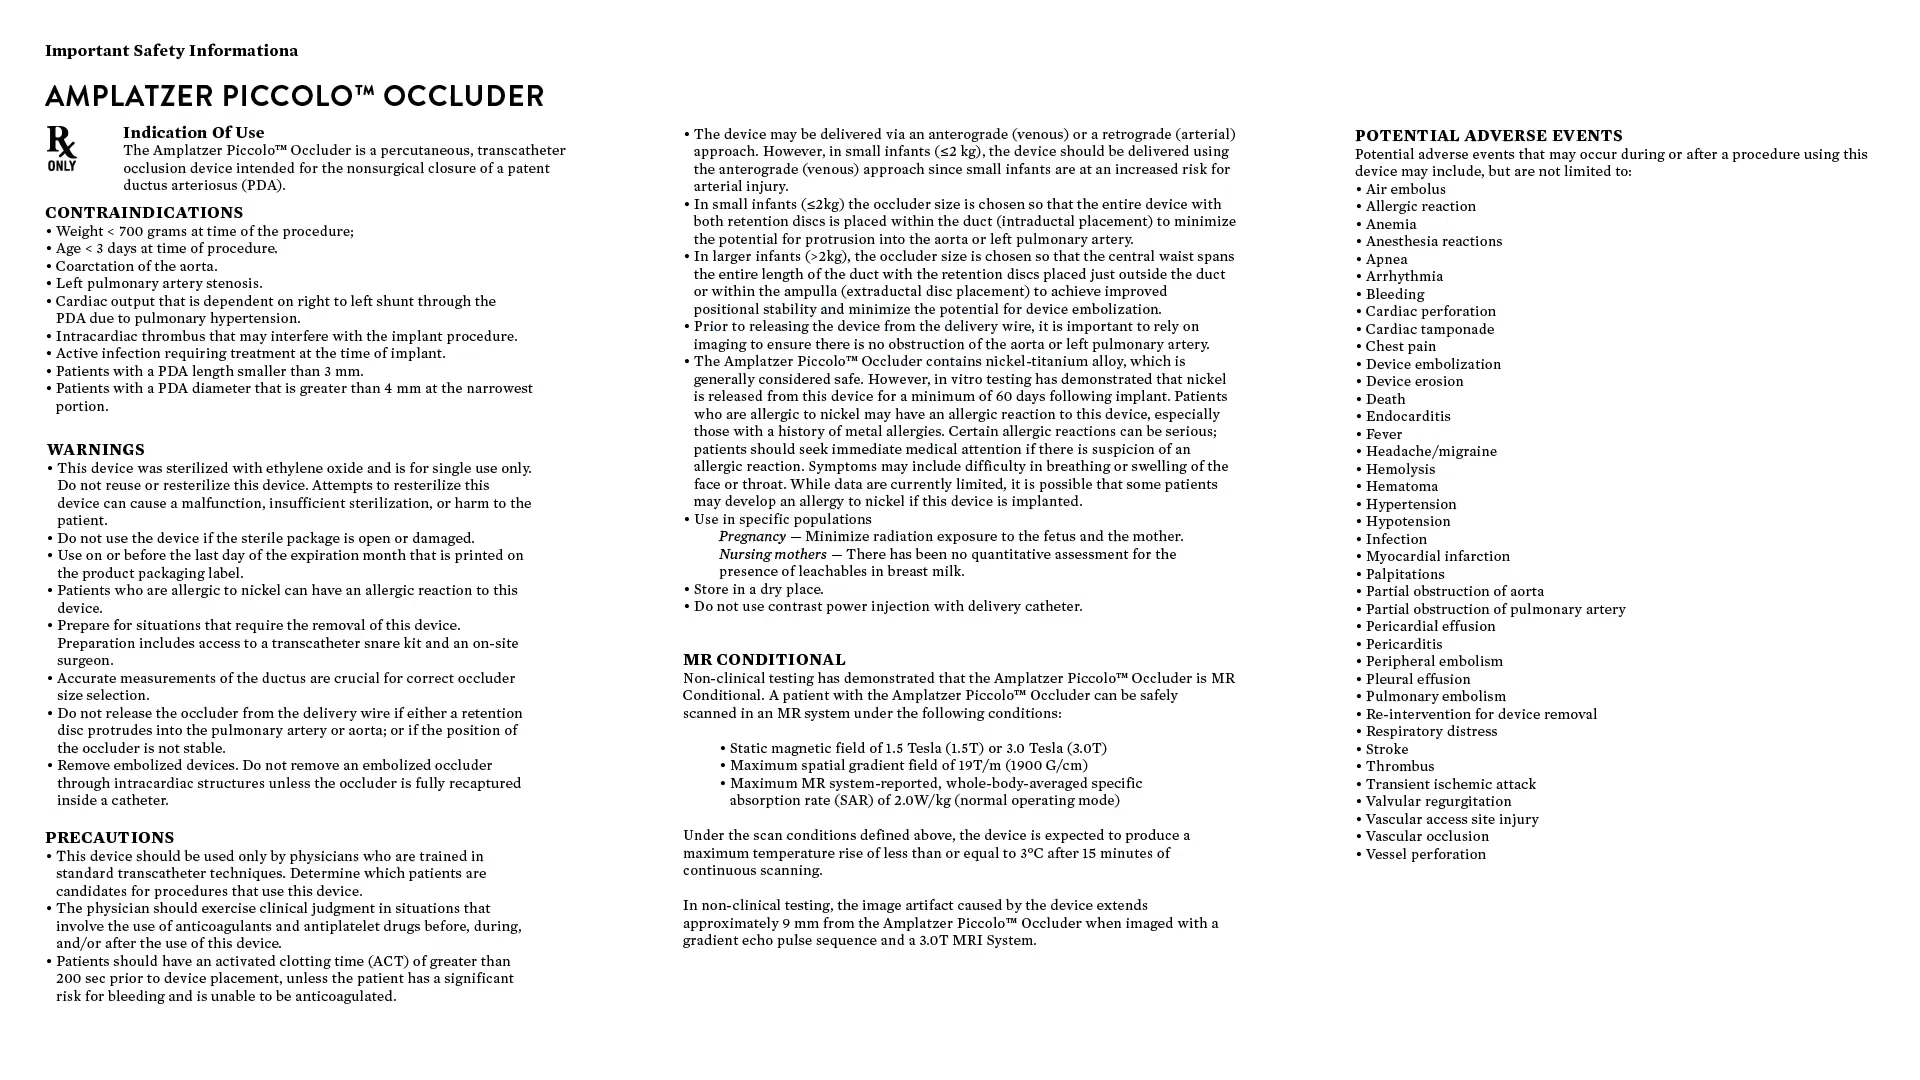 Important Safety Informationa
AMPLATZER PICCOLO™ OCCLUDER
Rx
ONLY
Indication Of Use
The Amplatzer Piccolo™ Occluder is a percutaneous, transcatheter
occlusion device intended for the nonsurgical closure of a patent
ductus arteriosus (PDA).
CONTRAINDICATIONS
• Weight < 700 grams at time of the procedure;
• Age < 3 days at time of procedure.
• Coarctation of the aorta.
• Left pulmonary artery stenosis.
• Cardiac output that is dependent on right to left shunt through the
PDA due to pulmonary hypertension.
• Intracardiac thrombus that may interfere with the implant procedure.
• Active infection requiring treatment at the time of implant.
• Patients with a PDA length smaller than 3 mm.
• Patients with a PDA diameter that is greater than 4 mm at the narrowest
portion.
WARNINGS
• This device was sterilized with ethylene oxide and is for single use only.
Do not reuse or resterilize this device. Attempts to resterilize this
device can cause a malfunction, insufficient sterilization, or harm to the
patient.
• Do not use the device if the sterile package is open or damaged.
• Use on or before the last day of the expiration month that is printed on
the product packaging label.
• Patients who are allergic to nickel can have an allergic reaction to this
device.
• Prepare for situations that require the removal of this device.
Preparation includes access to a transcatheter snare kit and an on-site
surgeon.
• Accurate measurements of the ductus are crucial for correct occluder
size selection.
• Do not release the occluder from the delivery wire if either a retention
disc protrudes into the pulmonary artery or aorta; or if the position of
the occluder is not stable.
• Remove embolized devices. Do not remove an embolized occluder
through intracardiac structures unless the occluder is fully recaptured
inside a catheter.
PRECAUTIONS
• This device should be used only by physicians who are trained in
standard transcatheter techniques. Determine which patients are
candidates for procedures that use this device.
• The physician should exercise clinical judgment in situations that
involve the use of anticoagulants and antiplatelet drugs before, during,
and/or after the use of this device.
• Patients should have an activated clotting time (ACT) of greater than
200 sec prior to device placement, unless the patient has a significant
risk for bleeding and is unable to be anticoagulated.
• The device may be delivered via an anterograde (venous) or a retrograde (arterial)
approach. However, in small infants (≤2 kg), the device should be delivered using
the anterograde (venous) approach since small infants are at an increased risk for
arterial injury.
• In small infants (≤2kg) the occluder size is chosen so that the entire device with
both retention discs is placed within the duct (intraductal placement) to minimize
the potential for protrusion into the aorta or left pulmonary artery.
• In larger infants (>2kg), the occluder size is chosen so that the central waist spans
the entire length of the duct with the retention discs placed just outside the duct
or within the ampulla (extraductal disc placement) to achieve improved
positional stability and minimize the potential for device embolization.
• Prior to releasing the device from the delivery wire, it is important to rely on
imaging to ensure there is no obstruction of the aorta or left pulmonary artery.
• The Amplatzer Piccolo™ Occluder contains nickel-titanium alloy, which is
generally considered safe. However, in vitro testing has demonstrated that nickel
is released from this device for a minimum of 60 days following implant. Patients
who are allergic to nickel may have an allergic reaction to this device, especially
those with a history of metal allergies. Certain allergic reactions can be serious;
patients should seek immediate medical attention if there is suspicion of an
allergic reaction. Symptoms may include difficulty in breathing or swelling of the
face or throat. While data are currently limited, it is possible that some patients
may develop an allergy to nickel if this device is implanted.
• Use in specific populations
Pregnancy — Minimize radiation exposure to the fetus and the mother.
Nursing mothers — There has been no quantitative assessment for the
presence of leachables in breast milk.
• Store in a dry place.
• Do not use contrast power injection with delivery catheter.
MR CONDITIONAL
Non-clinical testing has demonstrated that the Amplatzer Piccolo™ Occluder is MR
Conditional. A patient with the Amplatzer Piccolo™ Occluder can be safely
scanned in an MR system under the following conditions:
• Static magnetic field of 1.5 Tesla (1.5T) or 3.0 Tesla (3.0T)
• Maximum spatial gradient field of 19T/m (1900 G/cm)
• Maximum MR system-reported, whole-body-averaged specific
absorption rate (SAR) of 2.0W/kg (normal operating mode)
Under the scan conditions defined above, the device is expected to produce a
maximum temperature rise of less than or equal to 3ºC after 15 minutes of
continuous scanning.
In non-clinical testing, the image artifact caused by the device extends
approximately 9 mm from the Amplatzer Piccolo™ Occluder when imaged with a
gradient echo pulse sequence and a 3.0T MRI System.
POTENTIAL ADVERSE EVENTS
Potential adverse events that may occur during or after a procedure using this
device may include, but are not limited to:
• Air embolus
• Allergic reaction
• Anemia
• Anesthesia reactions
• Apnea
• Arrhythmia
• Bleeding
• Cardiac perforation
• Cardiac tamponade
• Chest pain
• Device embolization
• Device erosion
• Death
• Endocarditis
• Fever
• Headache/migraine
• Hemolysis
• Hematoma
• Hypertension
• Hypotension
• Infection
• Myocardial infarction
• Palpitations
• Partial obstruction of aorta
• Partial obstruction of pulmonary artery
• Pericardial effusion
• Pericarditis
• Peripheral embolism
• Pleural effusion
• Pulmonary embolism
• Re-intervention for device removal
• Respiratory distress
• Stroke
• Thrombus
• Transient ischemic attack
• Valvular regurgitation
• Vascular access site injury
• Vascular occlusion
• Vessel perforation